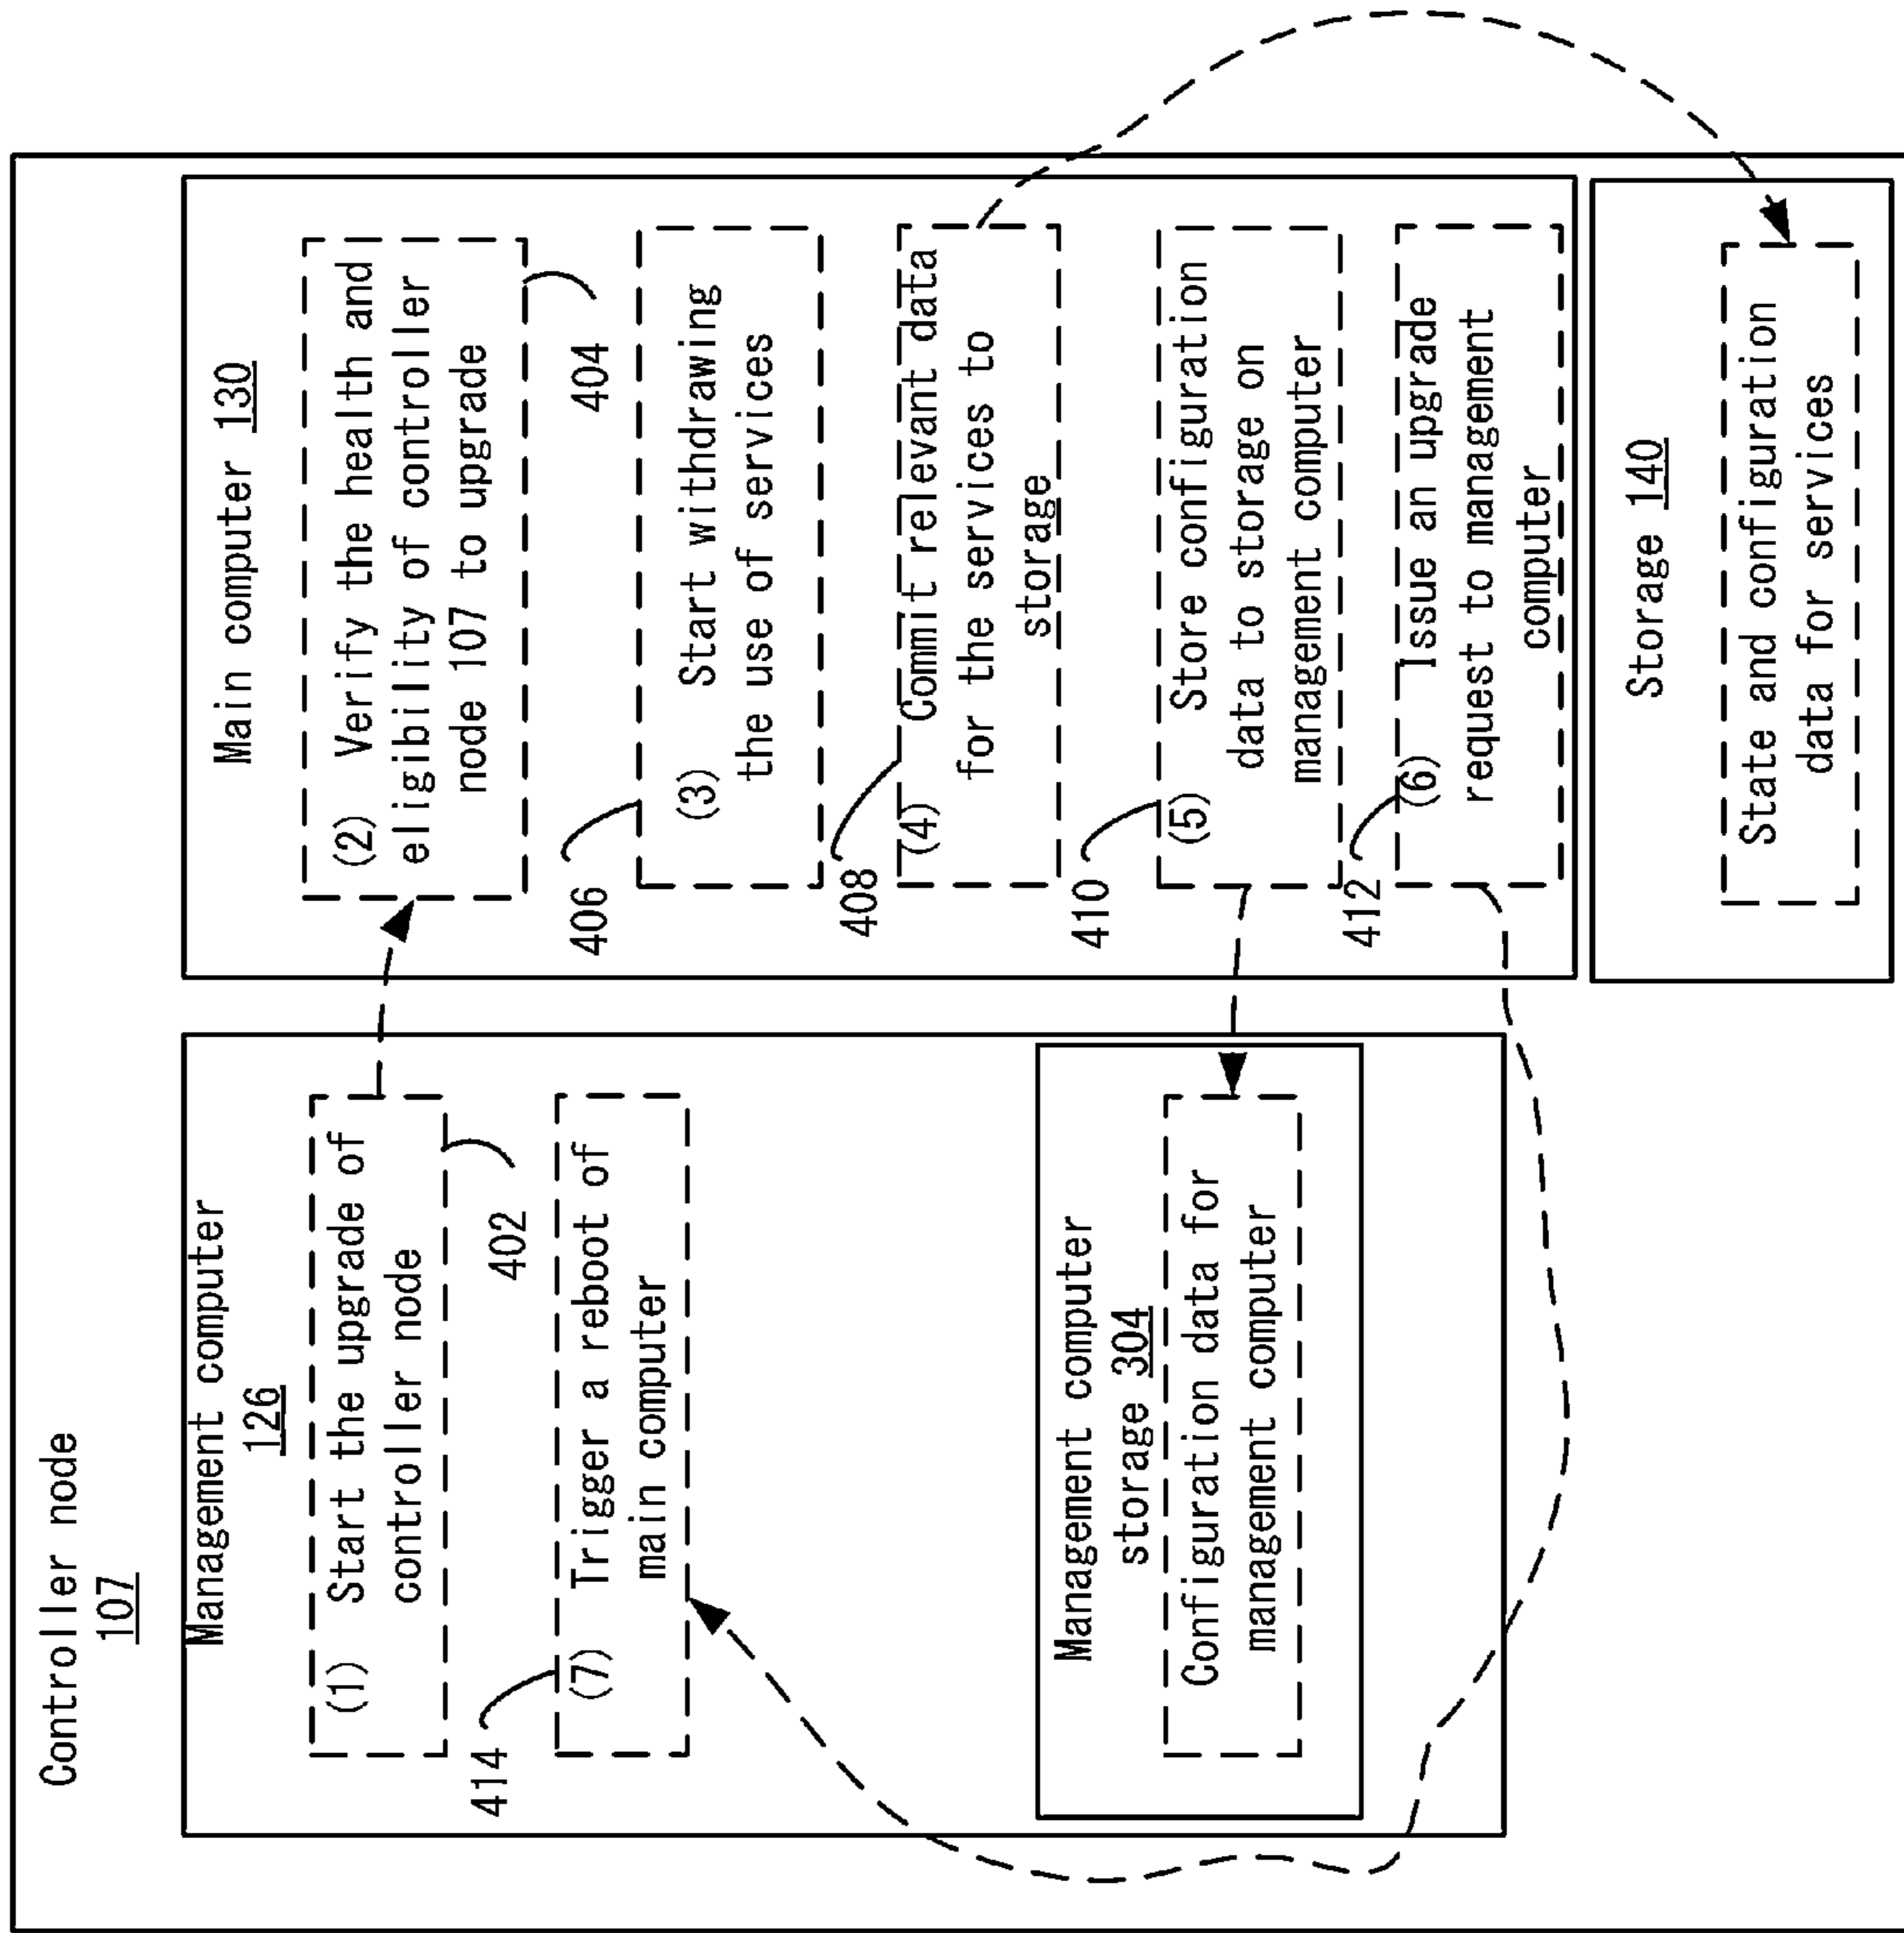 Controller node
107
Management computer
126
(1) Start the upgrade of
controller node
402
414
(7) Trigger a reboot of
main computer
Management computer
storage 304
Configuration data for
management computer
Main computer 130
(2) Verify the health and
eligibility of controller
node 107 to upgrade
404
406
(3) Start withdrawing
the use of services
408
(4) Commit relevant data
for the services to
storage
410
(5) Store configuration
data to storage on
management computer
412
(6) Issue an upgrade
request to management
computer
Storage 140
State and configuration
data for services